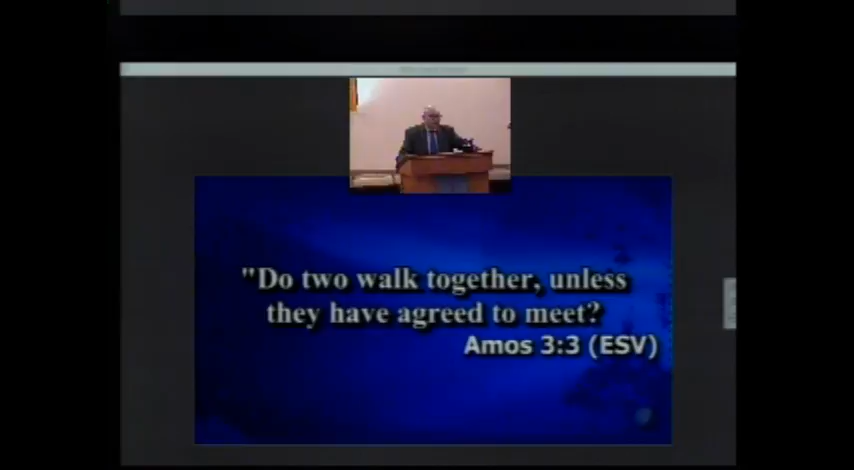 "Do two walk together, unless
they have agreed to meet?
Amos 3:3 (ESV)